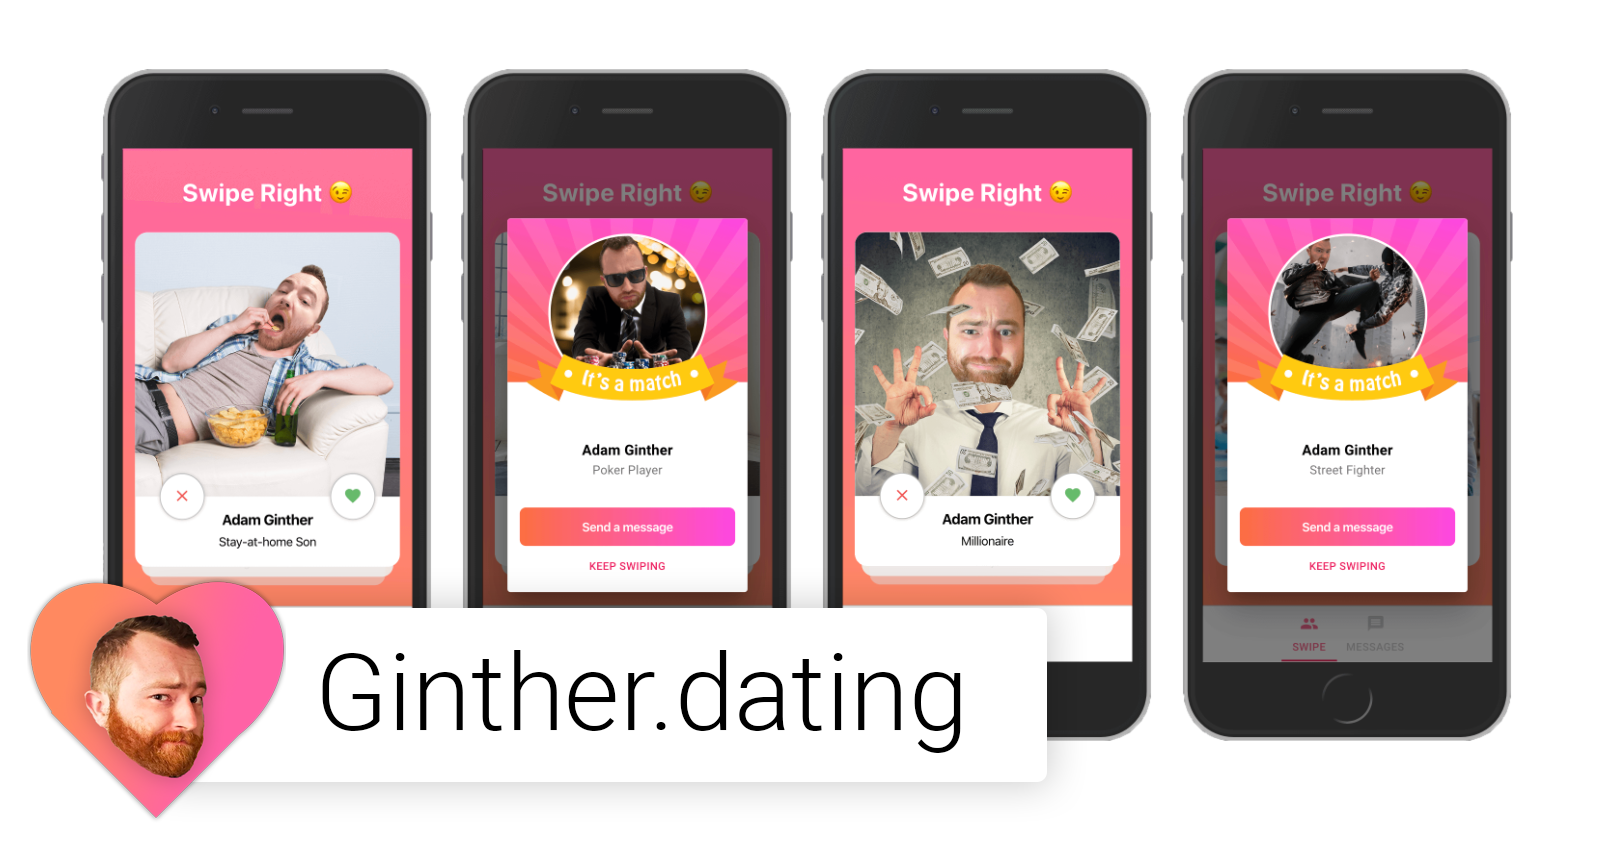 Swipe Right 😉
Adam Ginther
Stay-at-home Son
Swipe Right 😉
It's a match
Adam Ginther
Poker Player
Send a message
KEEP SWIPING
Swipe Right 😉
Adam Ginther
Millionaire
Swipe Right 😉
It's a match
Adam Ginther
Street Fighter
Send a message
KEEP SWIPING
SWIPE MESSAGES
Ginther.dating